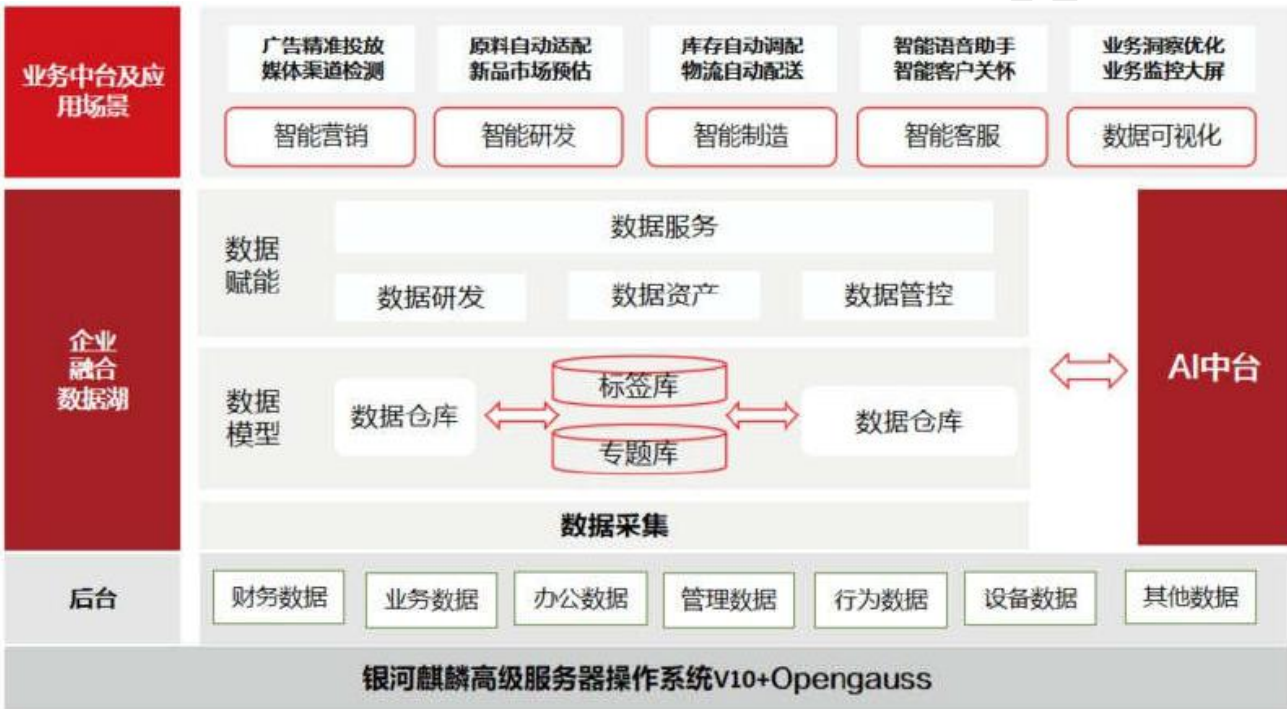 业务中台及应
用场景
广告精准投放
媒体渠道检测
原料自动适配
新品市场预估
库存自动调配
物流自动配送
智能语音助手
智能客户关怀
业务洞察优化
业务监控大屏
智能营销
智能研发
智能制造
智能客服
数据可视化
企业
融合
数据湖
数据
赋能
数据服务
数据研发
数据资产
数据管控
数据
模型
数据仓库
标签库
专题库
数据仓库
数据采集
AI中台
后台
财务数据
业务数据
办公数据
管理数据
行为数据
设备数据
其他数据
银河麒麟高级服务器操作系统V10+Opengauss